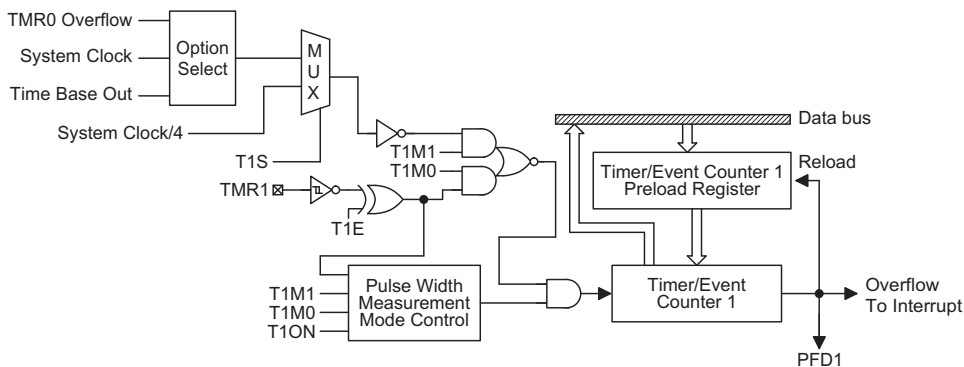 TMR0 Overflow
System Clock
Time Base Out
Option
Select
M
U
X
System Clock/4
T1S
T1M1
T1M0
TMR1
T1E
Data bus
Timer/Event Counter 1
Preload Register
Reload
T1M1
T1M0
T1ON
Pulse Width
Measurement
Mode Control
Timer/Event
Counter 1
Overflow
To Interrupt
PFD1